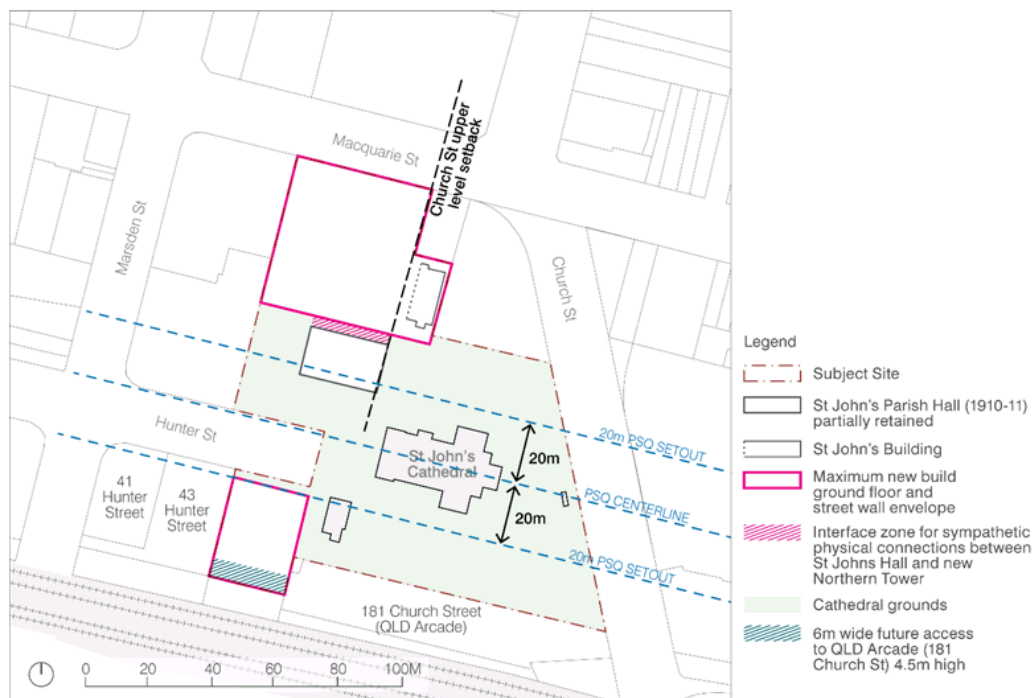 Macquarie St
Church St upper
level setback
Marsden St
Church St
Hunter St
41
Hunter
Street
43
Hunter
Street
St John's
Cathedral
20m
20m
20m PSQ SETOUT
PSQ CENTERLINE
20m PSQ SETOUT
181 Church Street
(QLD Arcade)
0 20 40 60 80 100M
Legend
Subject Site
St John's Parish Hall (1910-11)
partially retained
St John's Building
Maximum new build
ground floor and
street wall envelope
Interface zone for sympathetic
physical connections between
St Johns Hall and new
Northern Tower
Cathedral grounds
6m wide future access
to QLD Arcade (181
Church St) 4.5m high